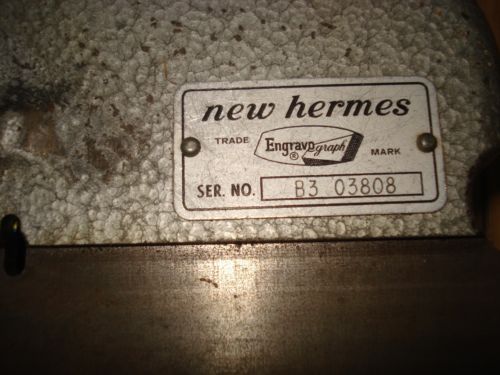 new hermes
TRADE Engravograph ® MARK
SER. NO. B3 03808